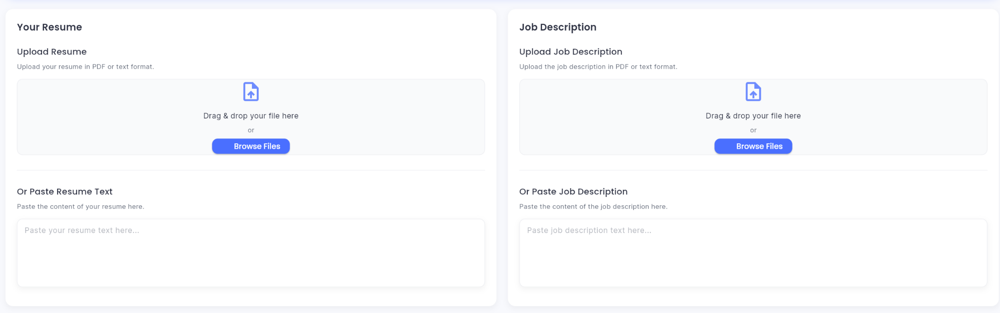 Your Resume
Upload Resume
Upload your resume in PDF or text format.
Drag & drop your file here
or
Browse Files
Or Paste Resume Text
Paste the content of your resume here.
Paste your resume text here...
Job Description
Upload Job Description
Upload the job description in PDF or text format.
Drag & drop your file here
or
Browse Files
Or Paste Job Description
Paste the content of the job description here.
Paste job description text here...